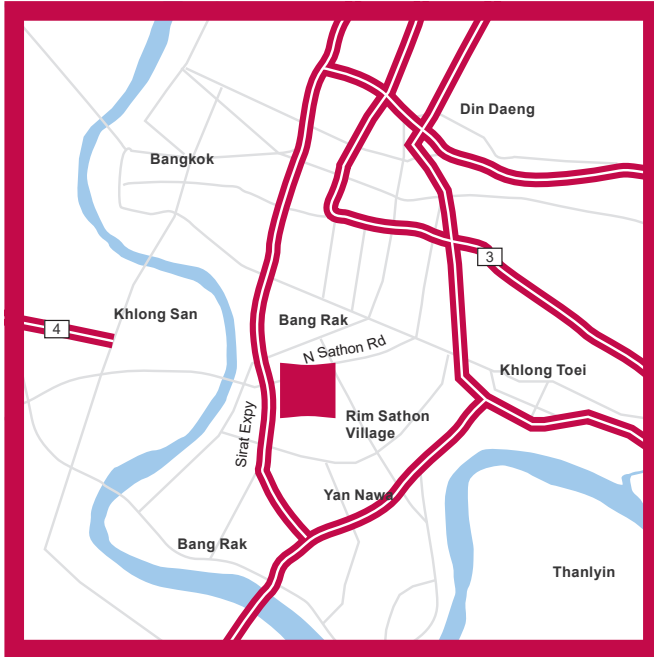 Din Daeng
Bangkok
3
Khlong San
4
Bang Rak
N Sathon Rd
Khlong Toei
Sirat Expy
Rim Sathon
Village
Yan Nawa
Bang Rak
Thanlyin